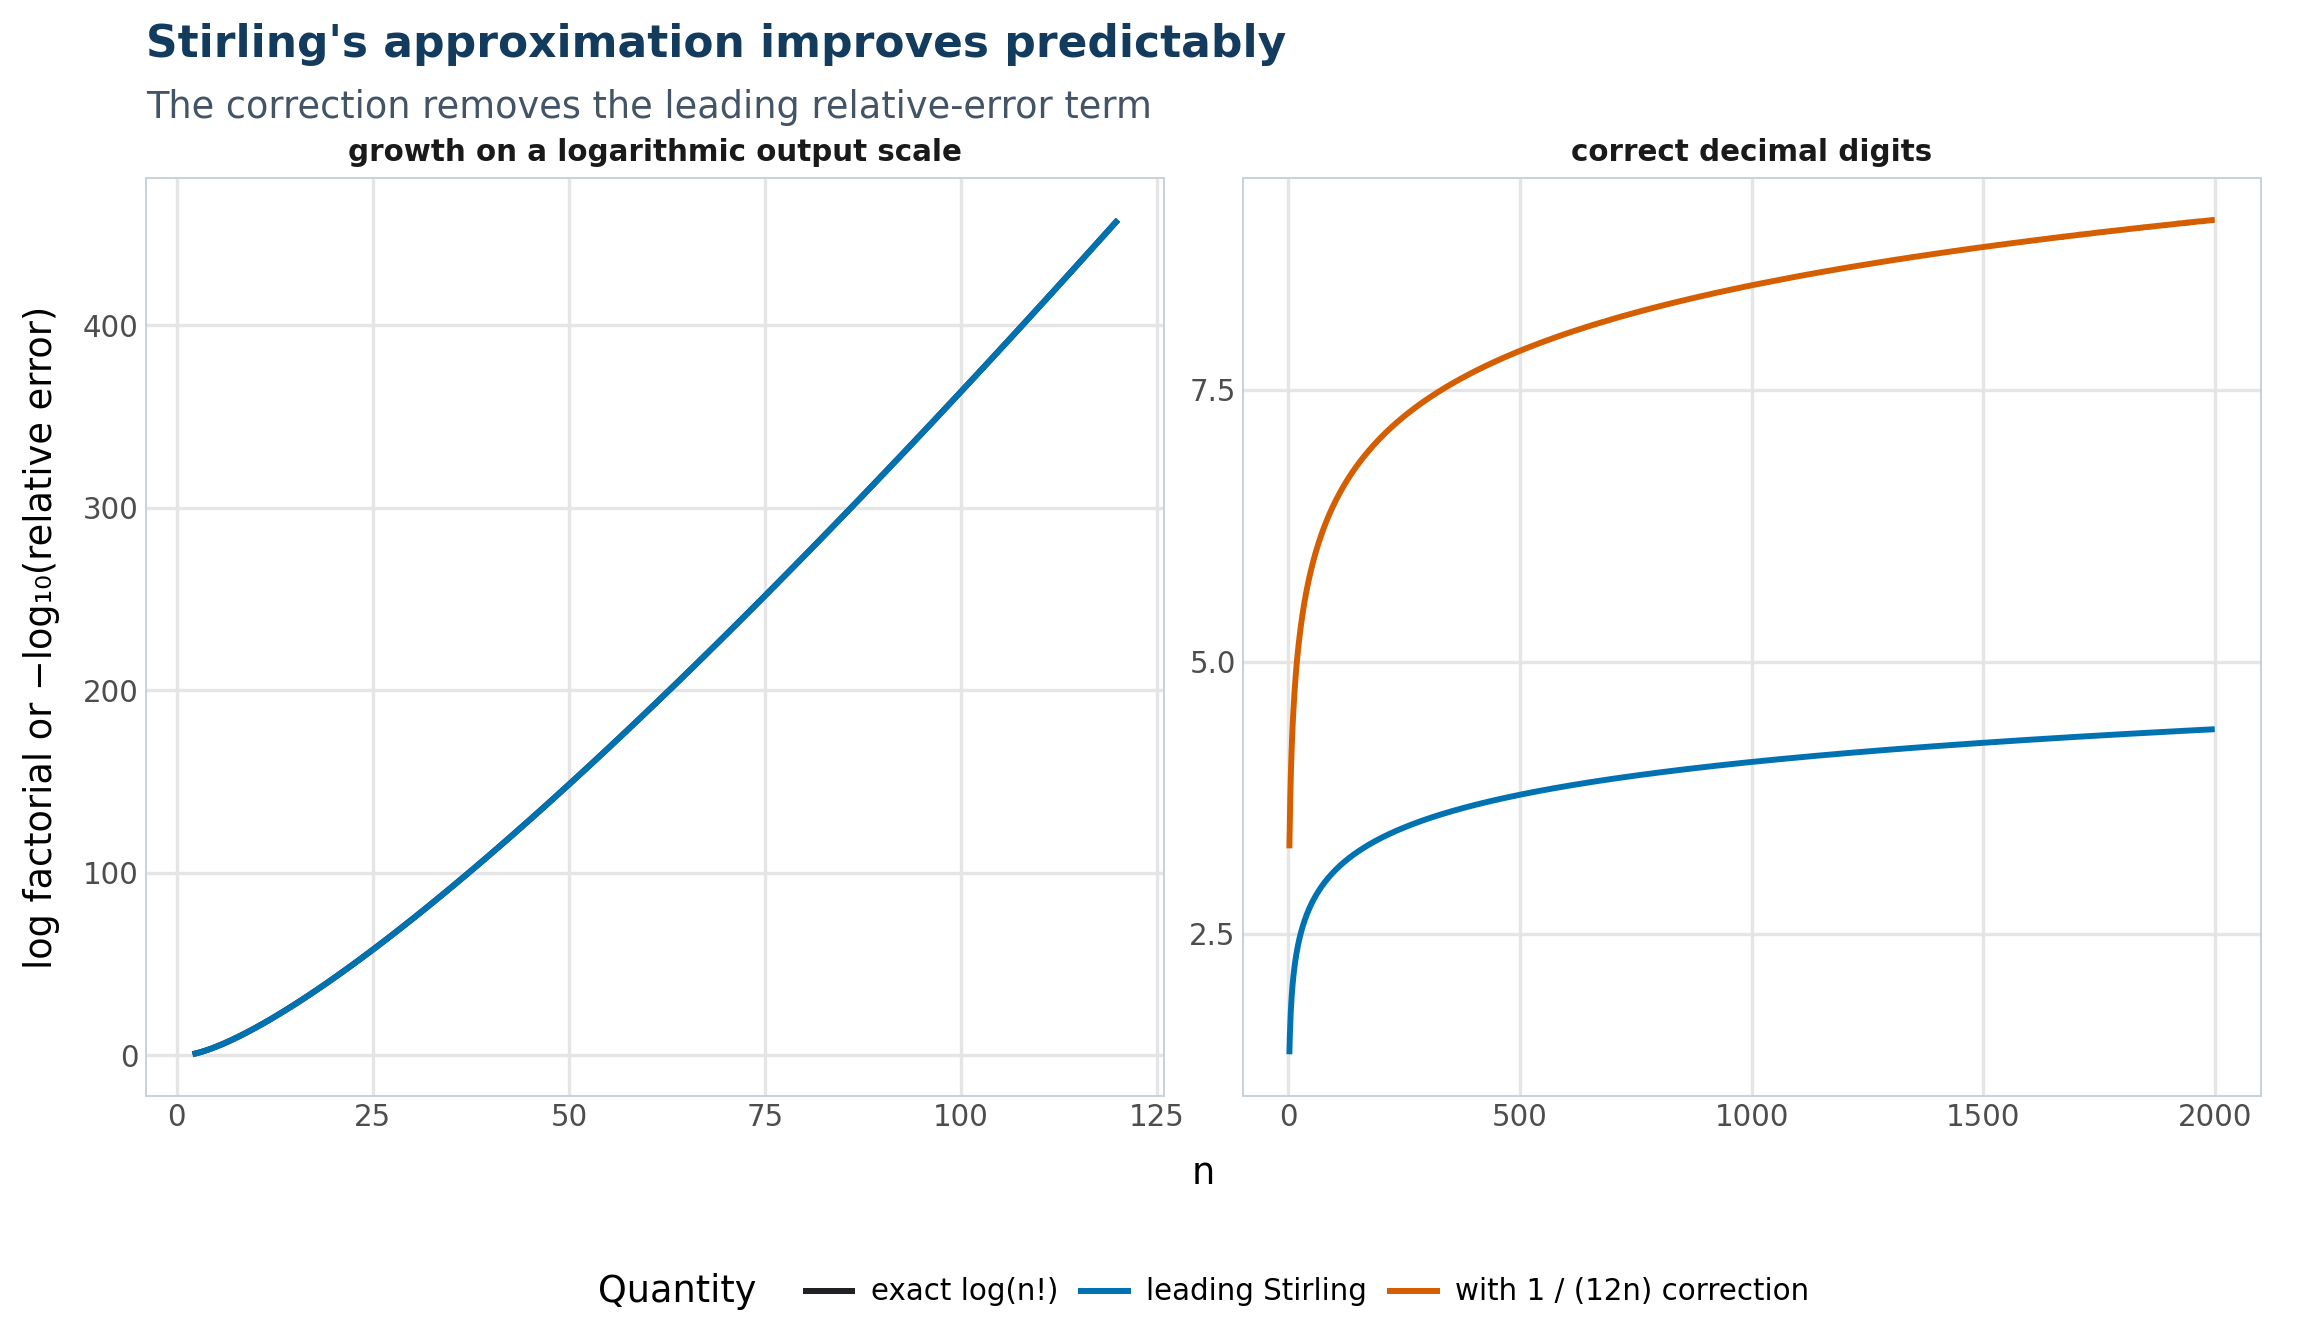 Stirling's approximation improves predictably
The correction removes the leading relative-error term
growth on a logarithmic output scale
correct decimal digits
log factorial or −log₁₀(relative error)
400
300
200
100
0
0 25 50 75 100 125
7.5
5.0
2.5
0 500 1000 1500 2000
n
Quantity exact log(n!) leading Stirling with 1 / (12n) correction